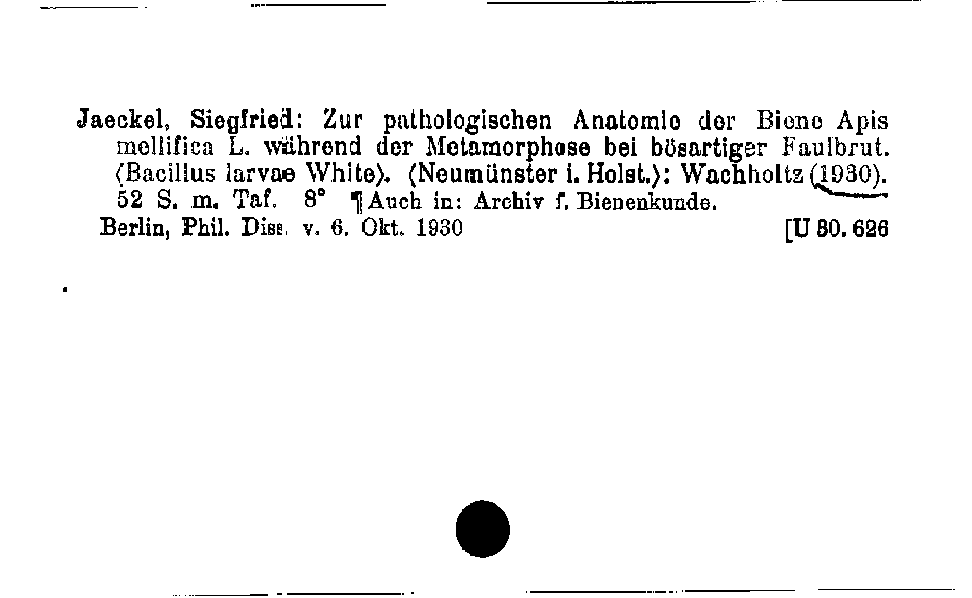 Jaeckel, Siegfried: Zur pathologischen Anatomie der Biene Apis
mellifica L. während der Metamorphose bei bösartiger Faulbrut.
⟨Bacillus larvae White⟩. ⟨Neumünster i. Holst.⟩: Wachholtz (1930).
52 S. m. Taf. 8° ¶ Auch in: Archiv f. Bienenkunde.
Berlin, Phil. Diss. v. 6. Okt. 1930 [U 30. 626